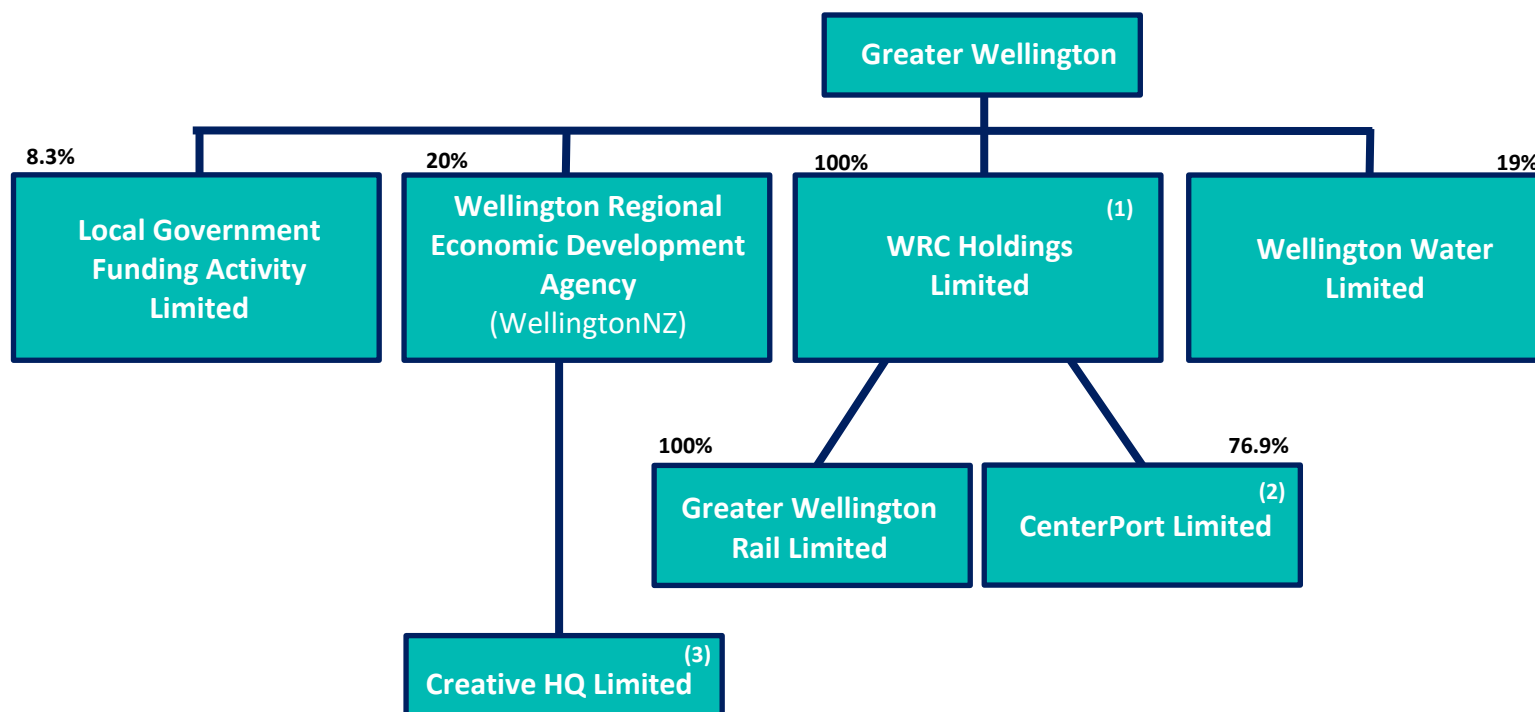 Greater Wellington
8.3%
Local Government
Funding Activity
Limited
20%
Wellington Regional
Economic Development
Agency
(WellingtonNZ)
100%
(1)
WRC Holdings
Limited
19%
Wellington Water
Limited
100%
Greater Wellington
Rail Limited
76.9%
(2)
CenterPort Limited
(3)
Creative HQ Limited